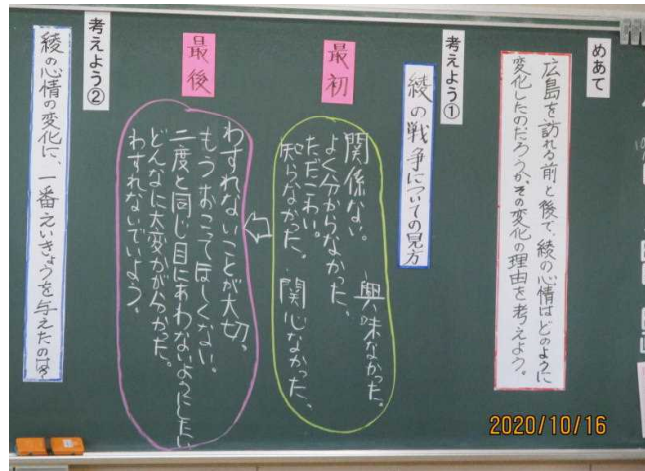 めあて
広島を訪れる前と後で、綾の心情はどのように
変化したのだろうか。その変化の理由を考えよう。
考えよう①
綾の戦争についての見方
最初
関係ない。 興味なかった。
よく分からなかった、
ただこわい。
知らなかった。 関心なかった、
最後
わすれないことが大切。
もうおこってほしくない。
二度と同じ目にあわないようにしたい
どんなに大変かが分かった。
わすれないでいよう。
考えよう②
綾の心情の変化に、一番えいきょうを与えたのは?
2020/10/16